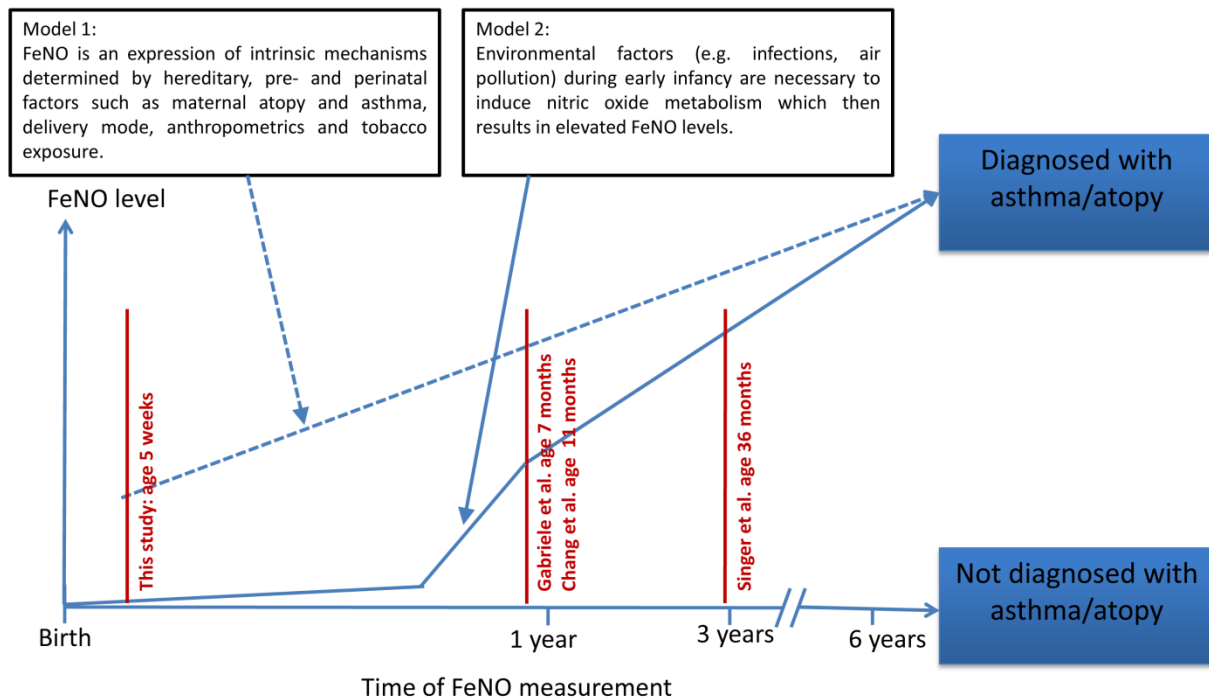 Model 1:
FeNO is an expression of intrinsic mechanisms
determined by hereditary, pre- and perinatal
factors such as maternal atopy and asthma,
delivery mode, anthropometrics and tobacco
exposure.
Model 2:
Environmental factors (e.g. infections, air
pollution) during early infancy are necessary to
induce nitric oxide metabolism which then
results in elevated FeNO levels.
FeNO level
Diagnosed with
asthma/atopy
This study: age 5 weeks
Gabriele et al. age 7 months
Chang et al. age 11 months
Singer et al. age 36 months
Not diagnosed with
asthma/atopy
Birth
1 year
3 years
6 years
Time of FeNO measurement